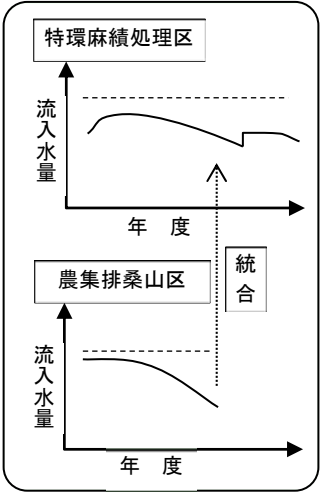 特環麻績処理区
流入水量
年 度
統合
農集排桑山区
流入水量
年 度